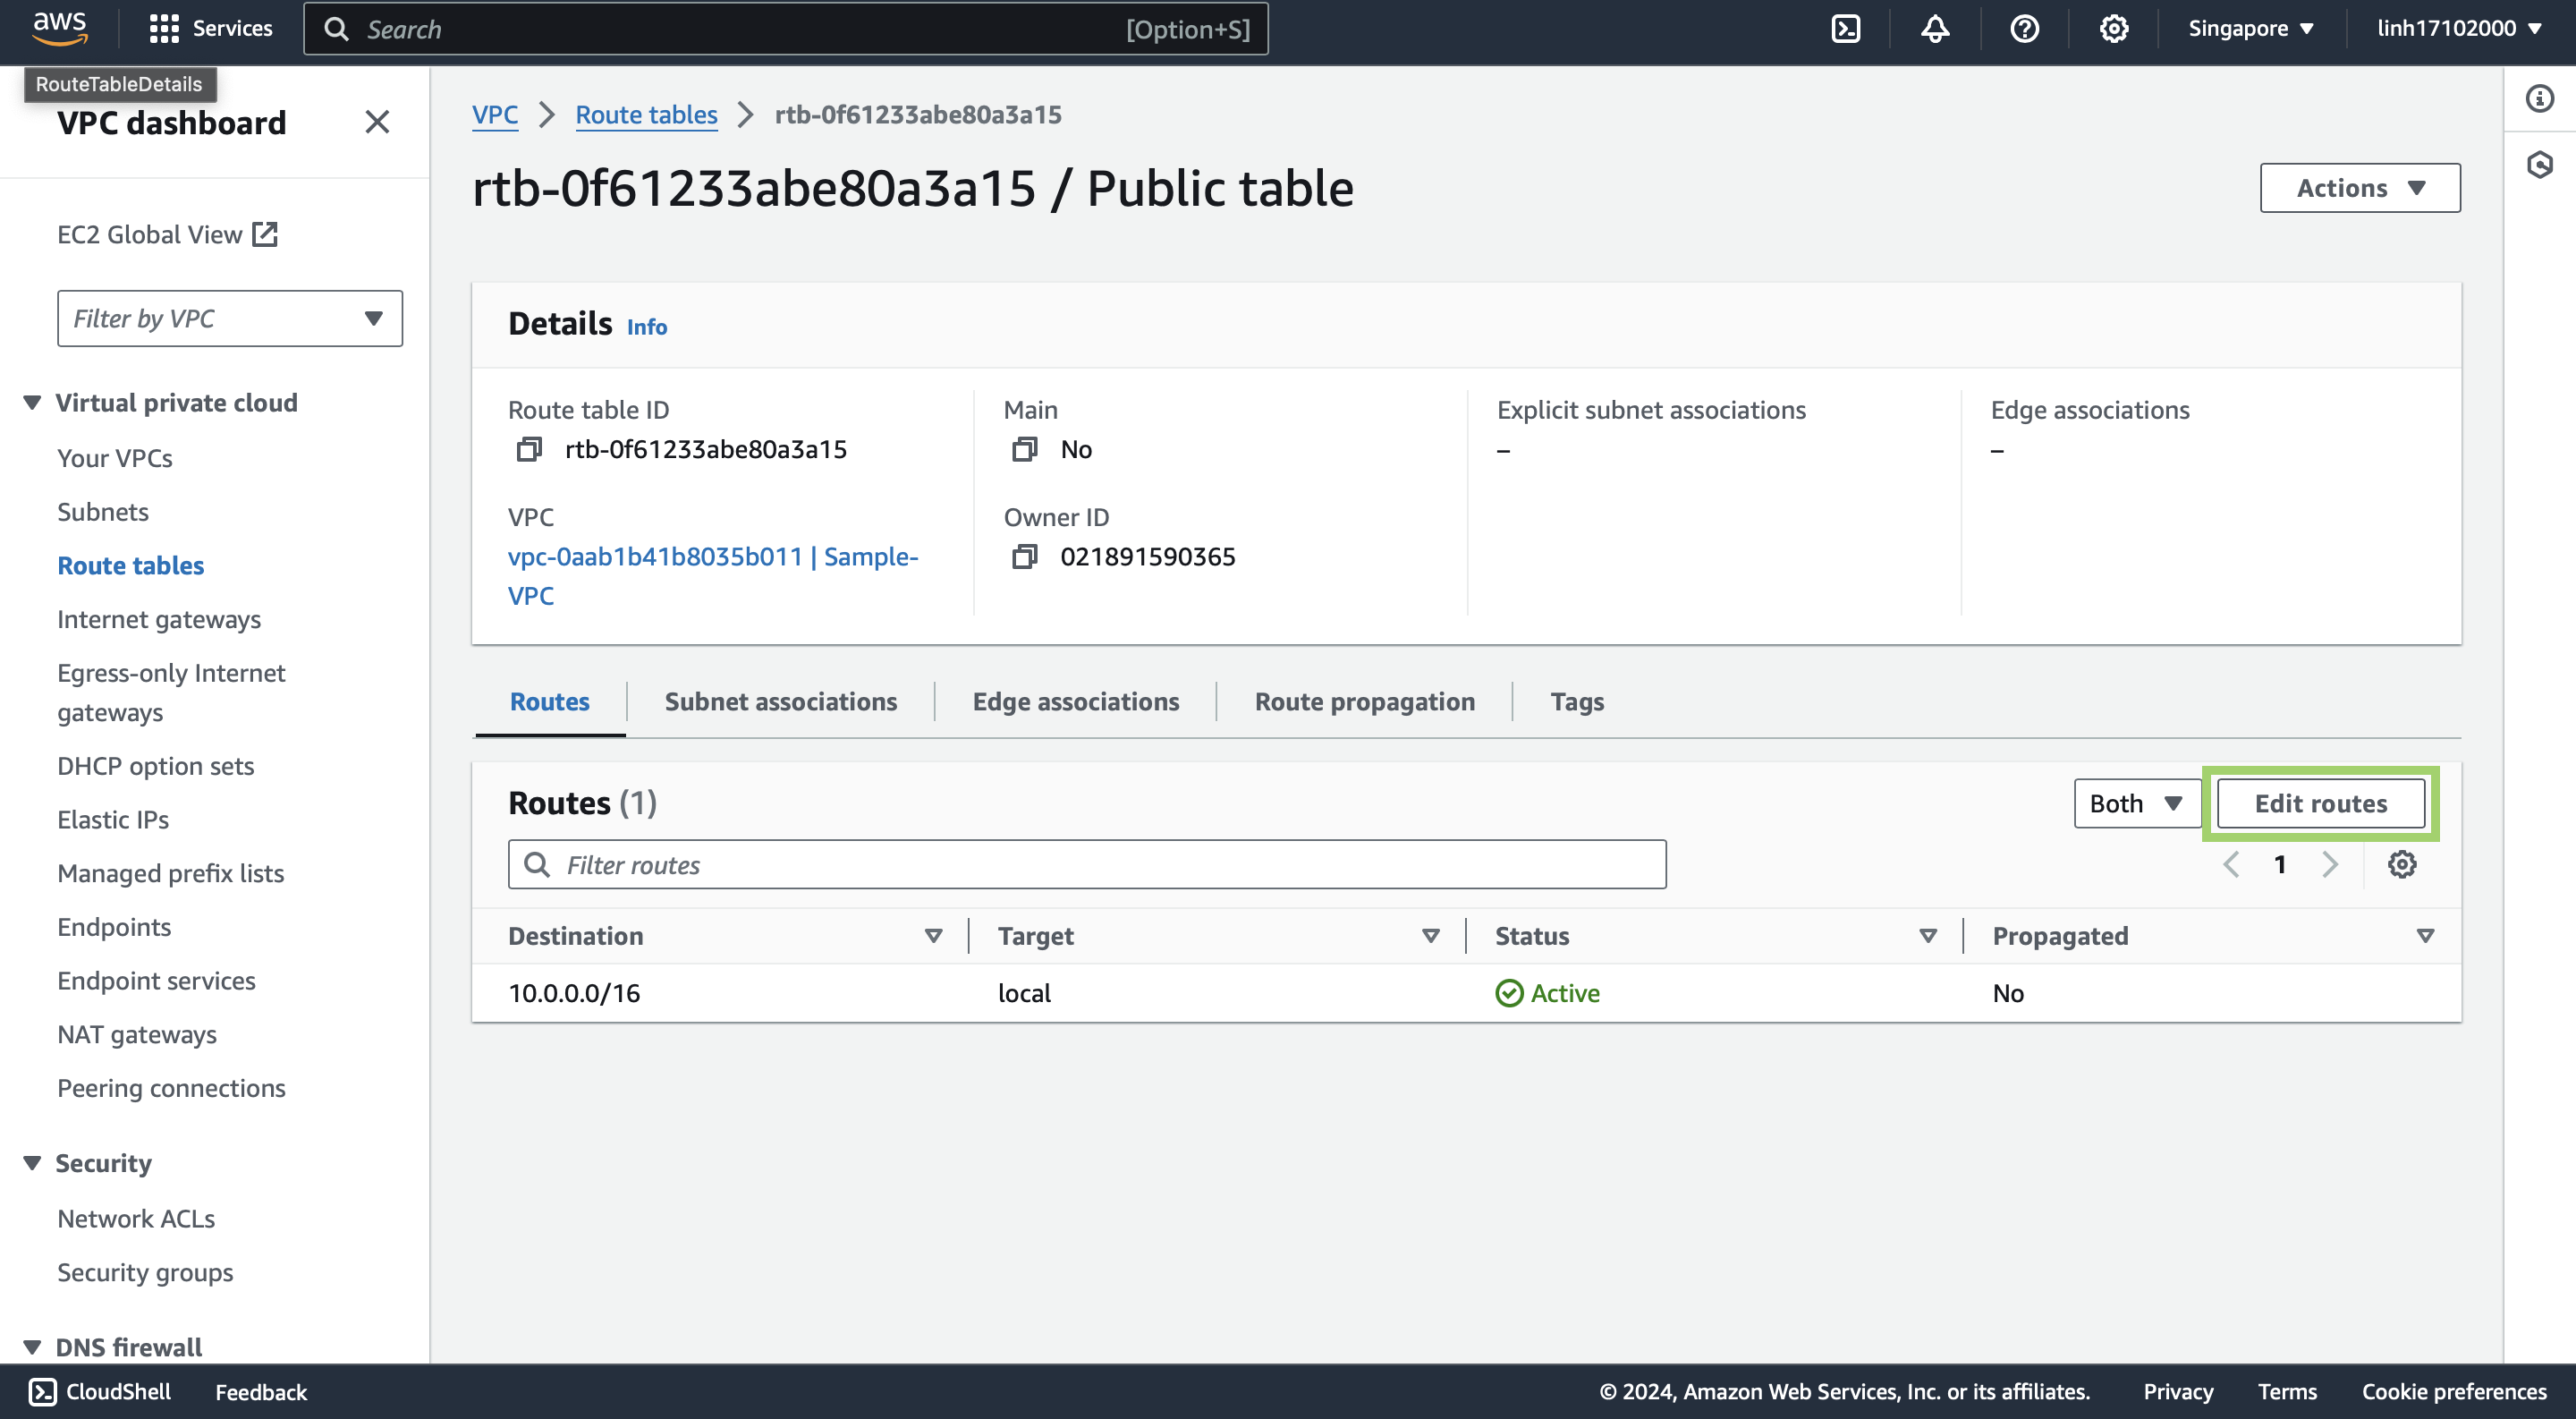 aws
Services
Search
[Option+S]
Singapore
linh17102000
RouteTableDetails
VPC dashboard
EC2 Global View
Filter by VPC
Virtual private cloud
Your VPCs
Subnets
Route tables
Internet gateways
Egress-only Internet
gateways
DHCP option sets
Elastic IPs
Managed prefix lists
Endpoints
Endpoint services
NAT gateways
Peering connections
Security
Network ACLs
Security groups
DNS firewall
VPC > Route tables > rtb-0f61233abe80a3a15
rtb-0f61233abe80a3a15 / Public table
Actions
Details Info
Route table ID
rtb-0f61233abe80a3a15
Main
No
Explicit subnet associations
–
Edge associations
–
VPC
vpc-0aab1b41b8035b011 | Sample-
VPC
Owner ID
021891590365
Routes
Subnet associations
Edge associations
Route propagation
Tags
Routes (1)
Both
Edit routes
Filter routes
1
Destination
Target
Status
Propagated
10.0.0.0/16
local
Active
No
CloudShell
Feedback
© 2024, Amazon Web Services, Inc. or its affiliates.
Privacy
Terms
Cookie preferences